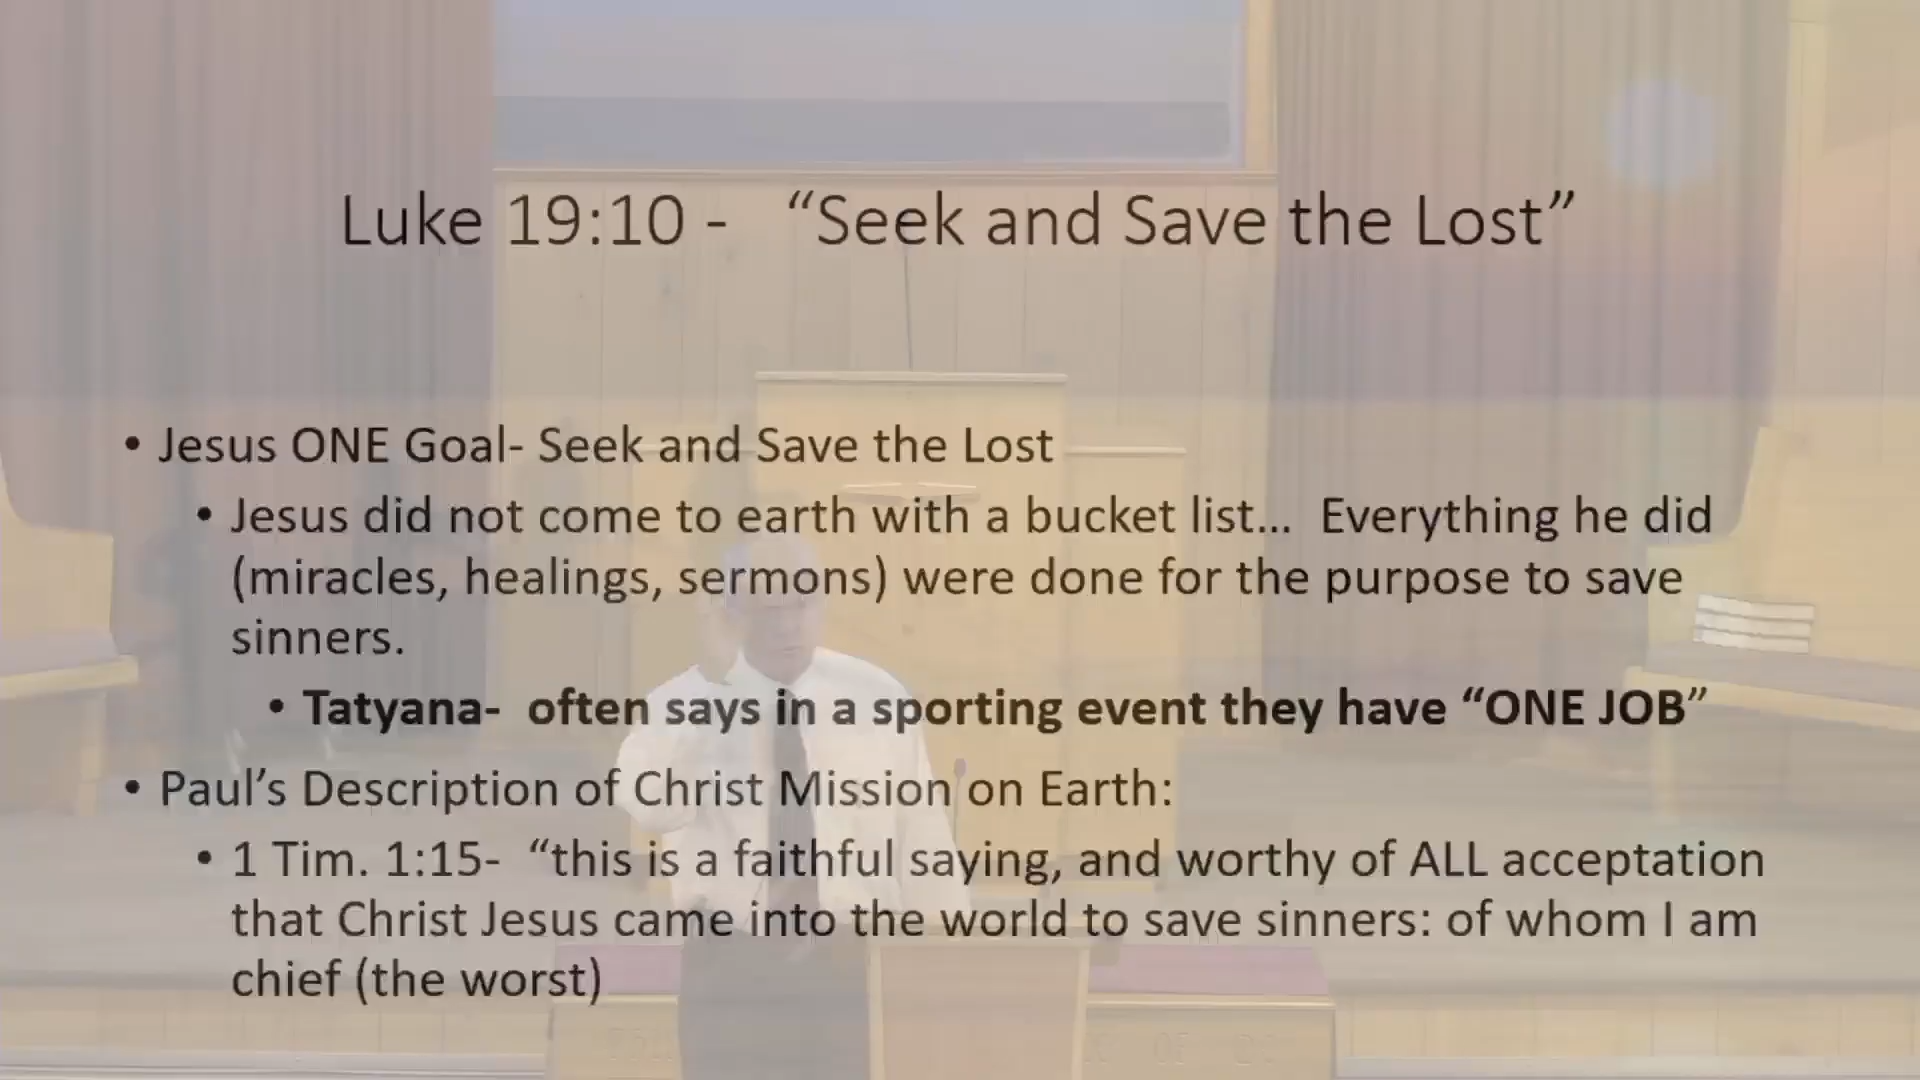 Luke 19:10 -   “Seek and Save the Lost”
• Jesus ONE Goal- Seek and Save the Lost
• Jesus did not come to earth with a bucket list...  Everything he did
(miracles, healings, sermons) were done for the purpose to save
sinners.
• Tatyana-  often says in a sporting event they have “ONE JOB”
• Paul’s Description of Christ Mission on Earth:
• 1 Tim. 1:15-  “this is a faithful saying, and worthy of ALL acceptation
that Christ Jesus came into the world to save sinners: of whom I am
chief (the worst)
OF